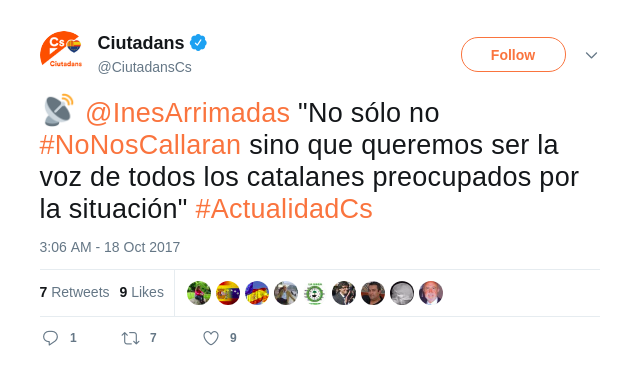 Cs
Ciutadans
Ciutadans
@CiutadansCs
Follow
@InesArrimadas "No sólo no
#NoNosCallaran sino que queremos ser la
voz de todos los catalanes preocupados por
la situación" #ActualidadCs
3:06 AM - 18 Oct 2017
7 Retweets 9 Likes
1 7 9